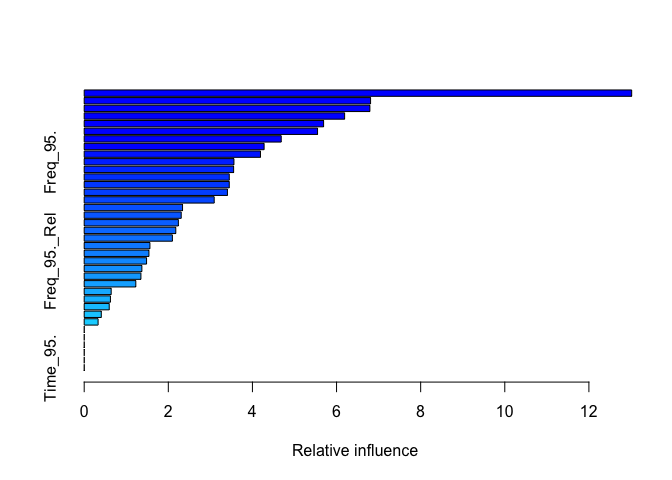 Freq_95.
Freq_95._Rel
Time_95.
0 2 4 6 8 10 12
Relative influence